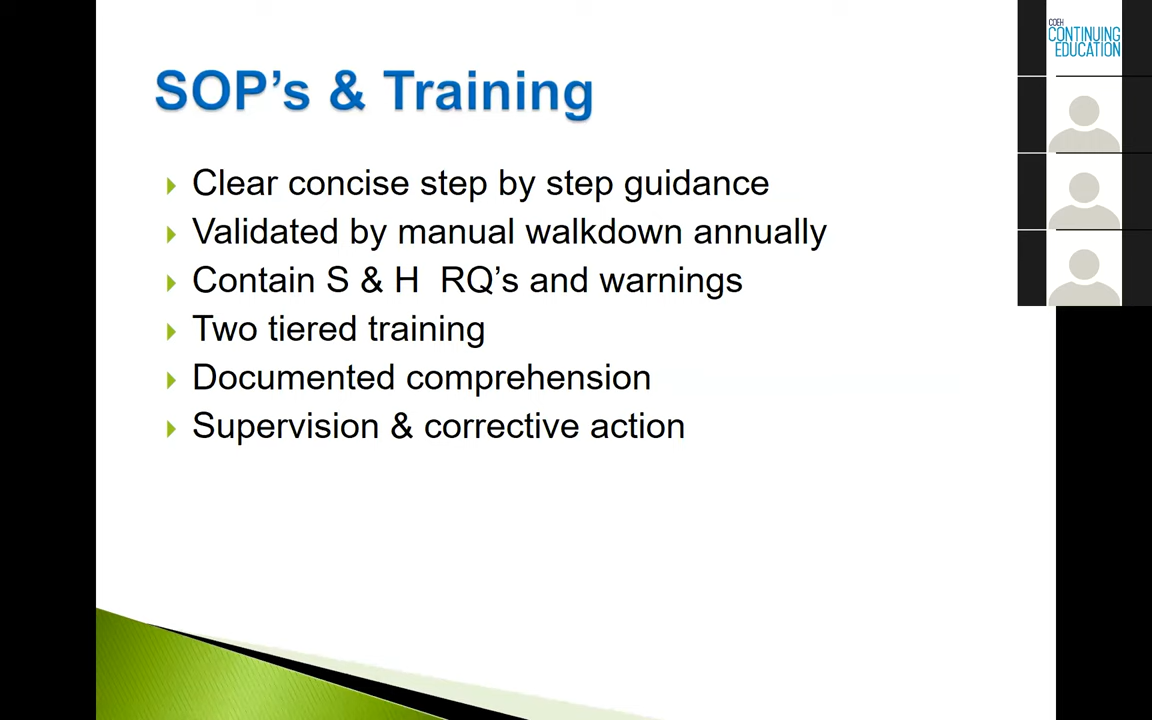 SOP’s & Training
Clear concise step by step guidance
Validated by manual walkdown annually
Contain S & H  RQ’s and warnings
Two tiered training
Documented comprehension
Supervision & corrective action
COEH
CONTINUING
EDUCATION